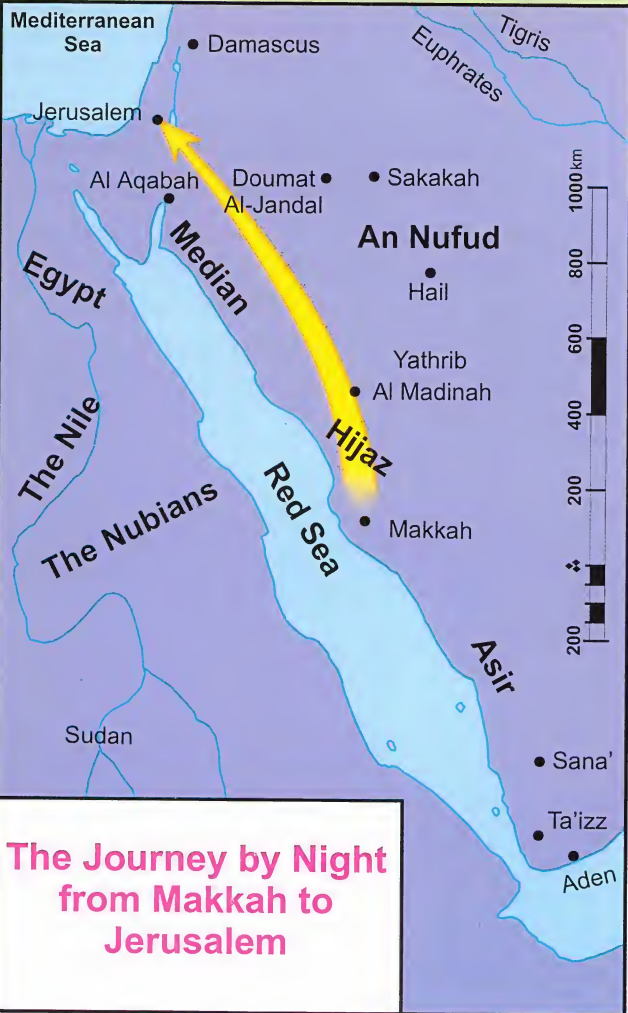 Mediterranean
Sea
Damascus
Tigris
Euphrates
Jerusalem
Al Aqabah
Doumat
Al-Jandal
Sakakah
An Nufud
Hail
Median
Egypt
Yathrib
Al Madinah
Hijaz
The Nile
The Nubians
Red Sea
Makkah
Asir
Sudan
Sana'
Ta'izz
Aden
1000 km
800
600
400
200
200
The Journey by Night
from Makkah to
Jerusalem